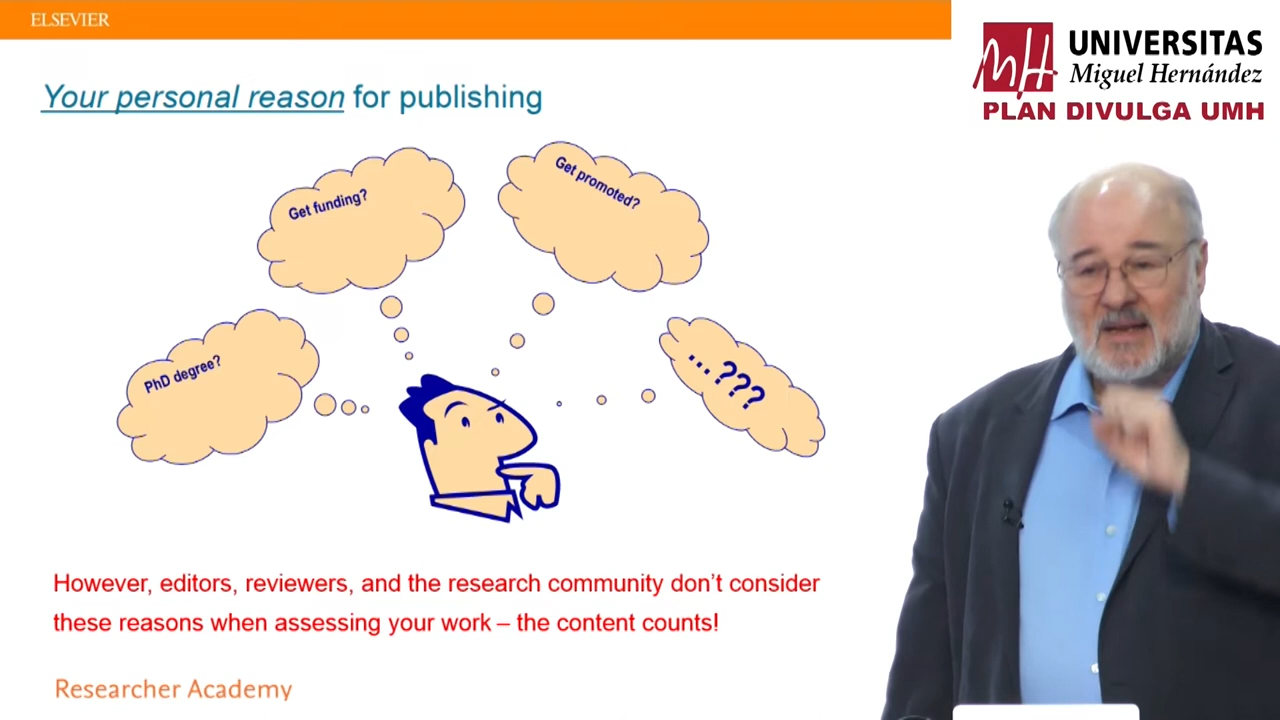 ELSEVIER
UNIVERSITAS
Miguel Hernández
PLAN DIVULGA UMH
Your personal reason for publishing
Get funding?
Get promoted?
PhD degree?
...???
However, editors, reviewers, and the research community don’t consider
these reasons when assessing your work – the content counts!
Researcher Academy